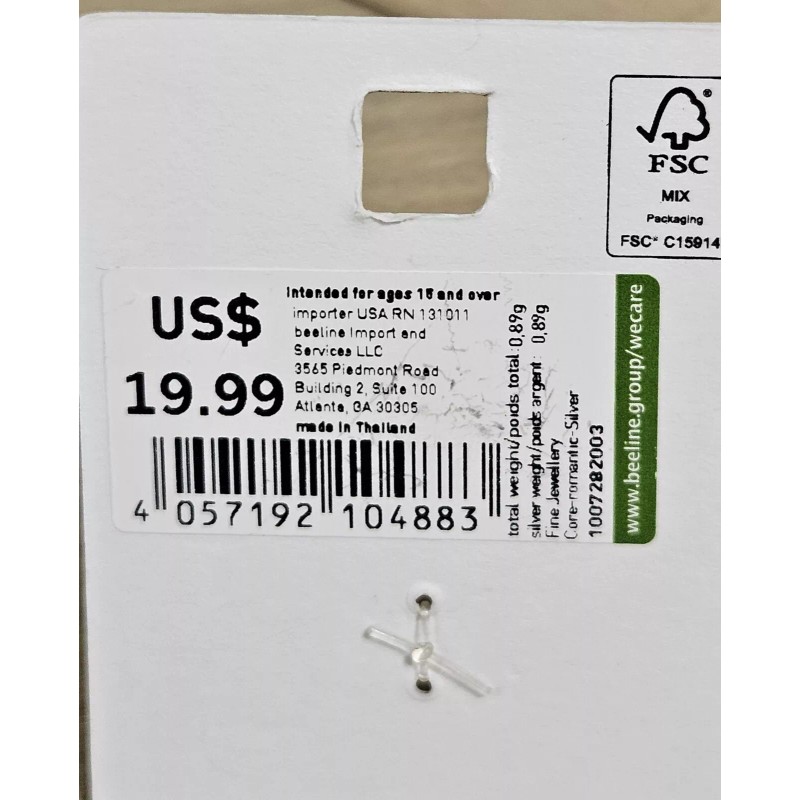 FSC®
MIX
Packaging
FSC® C15914
US$
19.99
Intended for ages 15 and over
importer USA RN 131011
beeline Import and
Services LLC
3565 Piedmont Road
Building 2, Suite 100
Atlanta, GA 30305
made in Thailand
4 057192 104883
total weight/poids total: 0,89g
silver weight/poids argent: 0,89g
Fine Jewellery
Core-romantic-Silver
1007282003
www.beeline.group/wecare